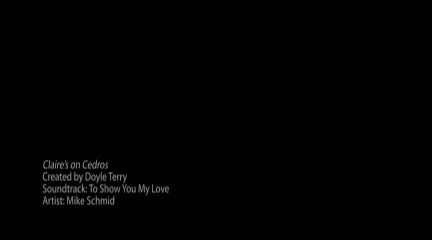 Claire's on Cedros
Created by Doyle Terry
Soundtrack: To Show You My Love
Artist: Mike Schmid